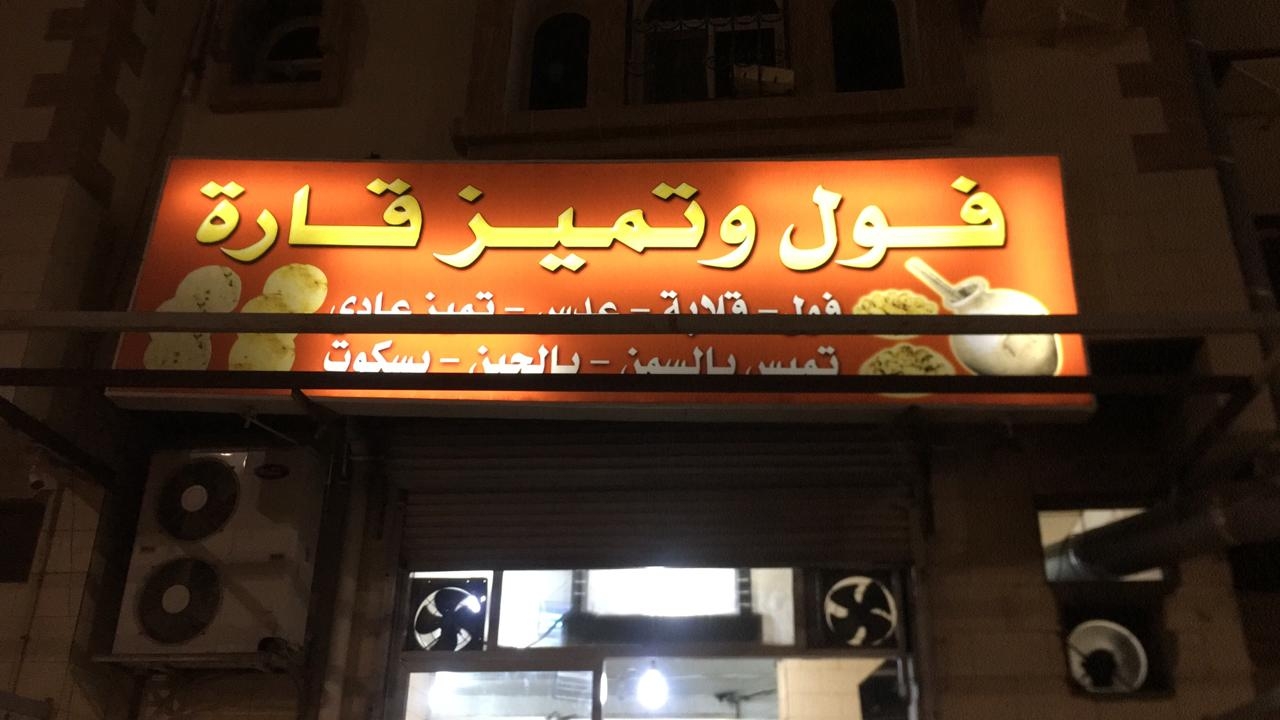 فول وتميز قارة
فول - قلابة - عدس - تميز عادي
تميس بالسمن - بالجبن - بسكوت